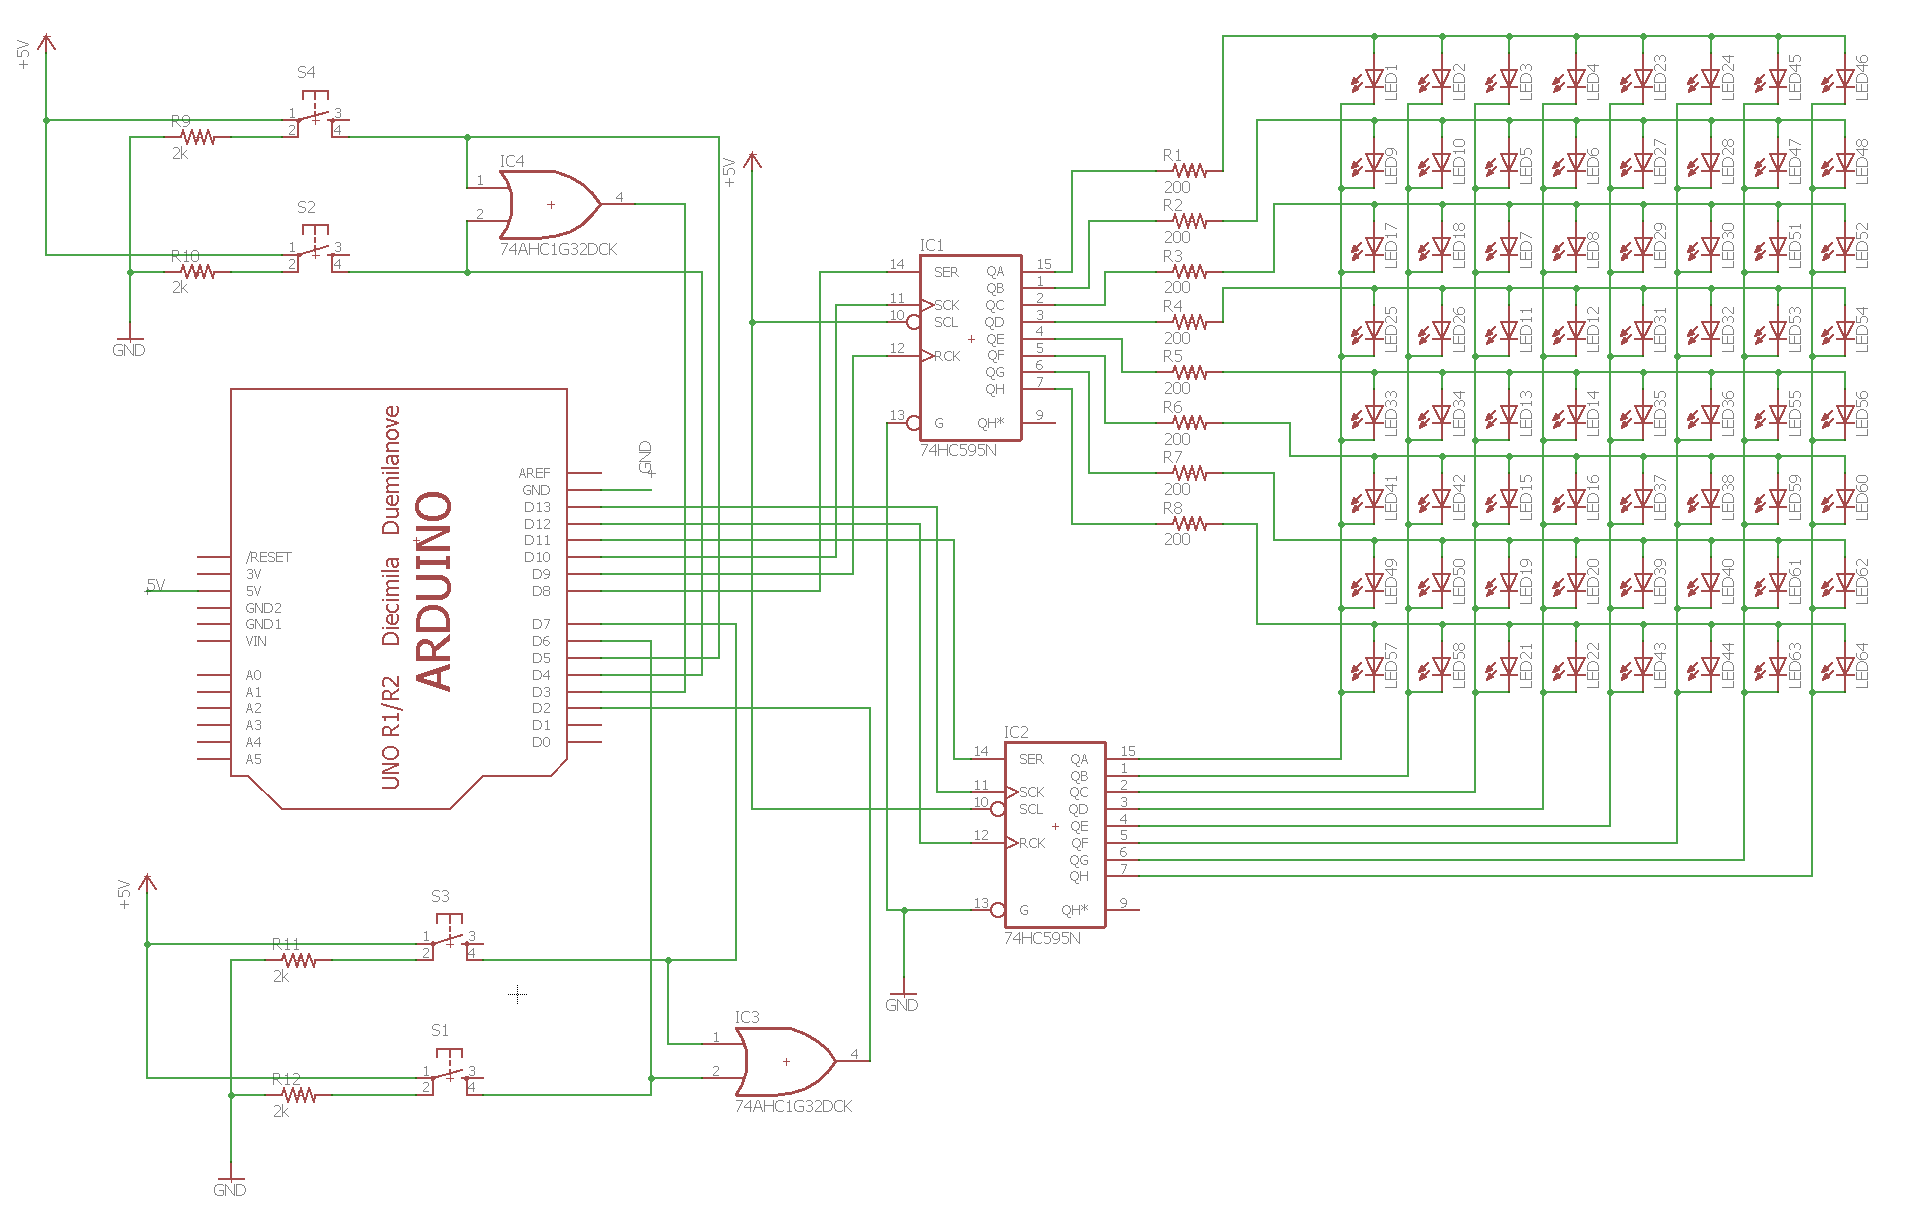 +5V
S4
1
3
2
4
R9
2k
S2
1
3
2
4
R10
2k
GND
IC4
1
2
4
74AHC1G32DCK
+5V
IC1
14
SER
QA
15
QB
1
11
SCK
QC
2
10
SCL
QD
3
QE
4
12
RCK
QF
5
QG
6
QH
7
13
G
QH*
9
74HC595N
R1
200
R2
200
R3
200
R4
200
R5
200
R6
200
R7
200
R8
200
LED1
LED2
LED3
LED4
LED23
LED24
LED45
LED46
LED9
LED10
LED5
LED6
LED27
LED28
LED47
LED48
LED17
LED18
LED7
LED8
LED29
LED30
LED51
LED52
LED25
LED26
LED11
LED12
LED31
LED32
LED53
LED54
LED33
LED34
LED13
LED14
LED35
LED36
LED55
LED56
LED41
LED42
LED15
LED16
LED37
LED38
LED59
LED60
LED49
LED50
LED19
LED20
LED39
LED40
LED61
LED62
LED57
LED58
LED21
LED22
LED43
LED44
LED63
LED64
UNO R1/R2 Diecimila Duemilanove
ARDUINO
/RESET
3V
5V
5V
GND2
GND1
VIN
A0
A1
A2
A3
A4
A5
AREF
GND
GND
D13
D12
D11
D10
D9
D8
D7
D6
D5
D4
D3
D2
D1
D0
IC2
14
SER
QA
15
QB
1
11
SCK
QC
2
10
SCL
QD
3
QE
4
12
RCK
QF
5
QG
6
QH
7
13
G
QH*
9
74HC595N
GND
+5V
S3
1
3
2
4
R11
2k
S1
1
3
2
4
R12
2k
GND
IC3
1
2
4
74AHC1G32DCK